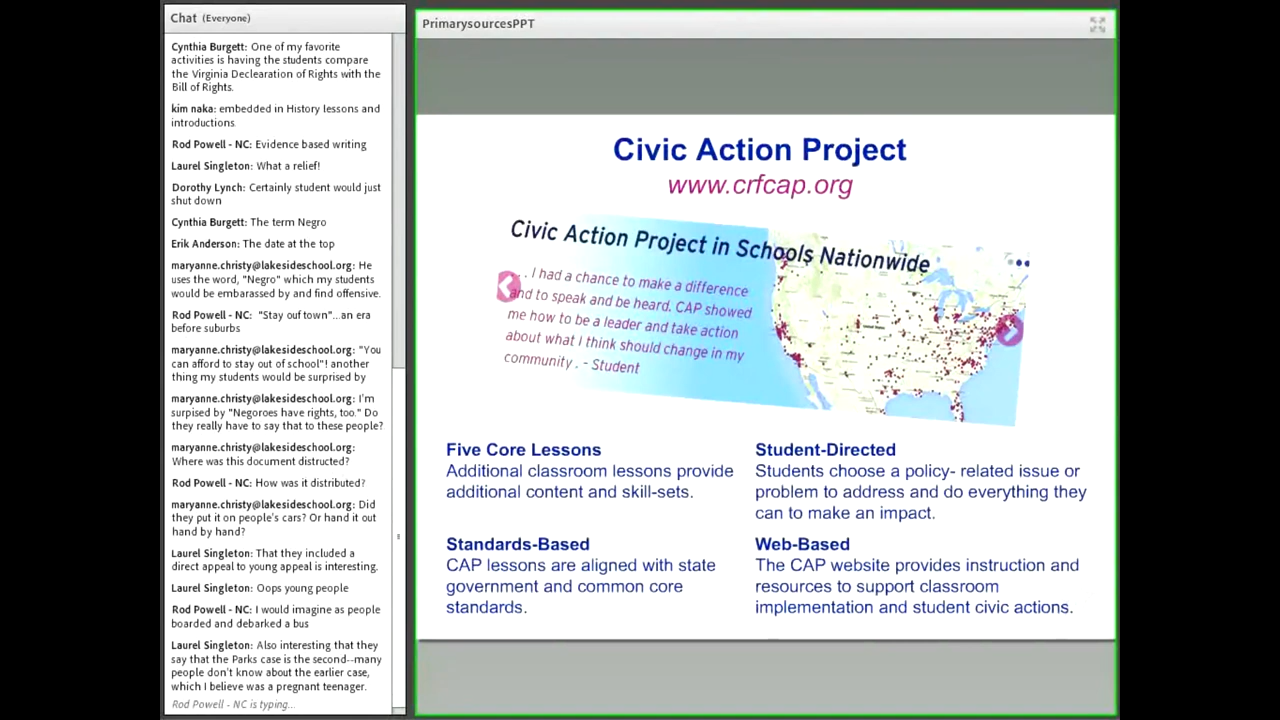 Chat (Everyone)
Cynthia Burgett: One of my favorite
activities is having the students compare
the Virginia Decleraration of Rights with the
Bill of Rights.
kim naka: embedded in History lessons and
introductions
Rod Powell - NC: Evidence based writing
Laurel Singleton: What a relief!
Dorothy Lynch: Certainly student would just
shut down
Cynthia Burgett: The term Negro
Erik Anderson: The date at the top
maryanne.christy@lakesideschool.org: He
uses the word, "Negro" which my students
would be embarassed by and find offensive.
Rod Powell - NC: "Stay ouf town"...an era
before suburbs
maryanne.christy@lakesideschool.org: "You
can afford to stay out of school"! another
thing my students would be surprised by
maryanne.christy@lakesideschool.org: I'm
surprised by "Negoroes have rights, too." Do
they really have to say that to these people?
maryanne.christy@lakesideschool.org:
Where was this document distructed?
Rod Powell - NC: How was it distributed?
maryanne.christy@lakesideschool.org: Did
they put it on people's cars? Or hand it out
hand by hand?
Laurel Singleton: That they included a
direct appeal to young appeal is interesting.
Laurel Singleton: Oops young people
Rod Powell - NC: I would imagine as people
boarded and debarked a bus
Laurel Singleton: Also interesting that they
say that the Parks case is the second--many
people don't know about the earlier case,
which I believe was a pregnant teenager.
Rod Powell - NC is typing...
PrimarysourcesPPT
Civic Action Project
www.crfcap.org
Civic Action Project in Schools Nationwide
. . I had a chance to make a difference
and to speak and be heard. CAP showed
me how to be a leader and take action
about what I think should change in my
community . - Student
Five Core Lessons
Additional classroom lessons provide
additional content and skill-sets.
Student-Directed
Students choose a policy- related issue or
problem to address and do everything they
can to make an impact.
Standards-Based
CAP lessons are aligned with state
government and common core
standards.
Web-Based
The CAP website provides instruction and
resources to support classroom
implementation and student civic actions.